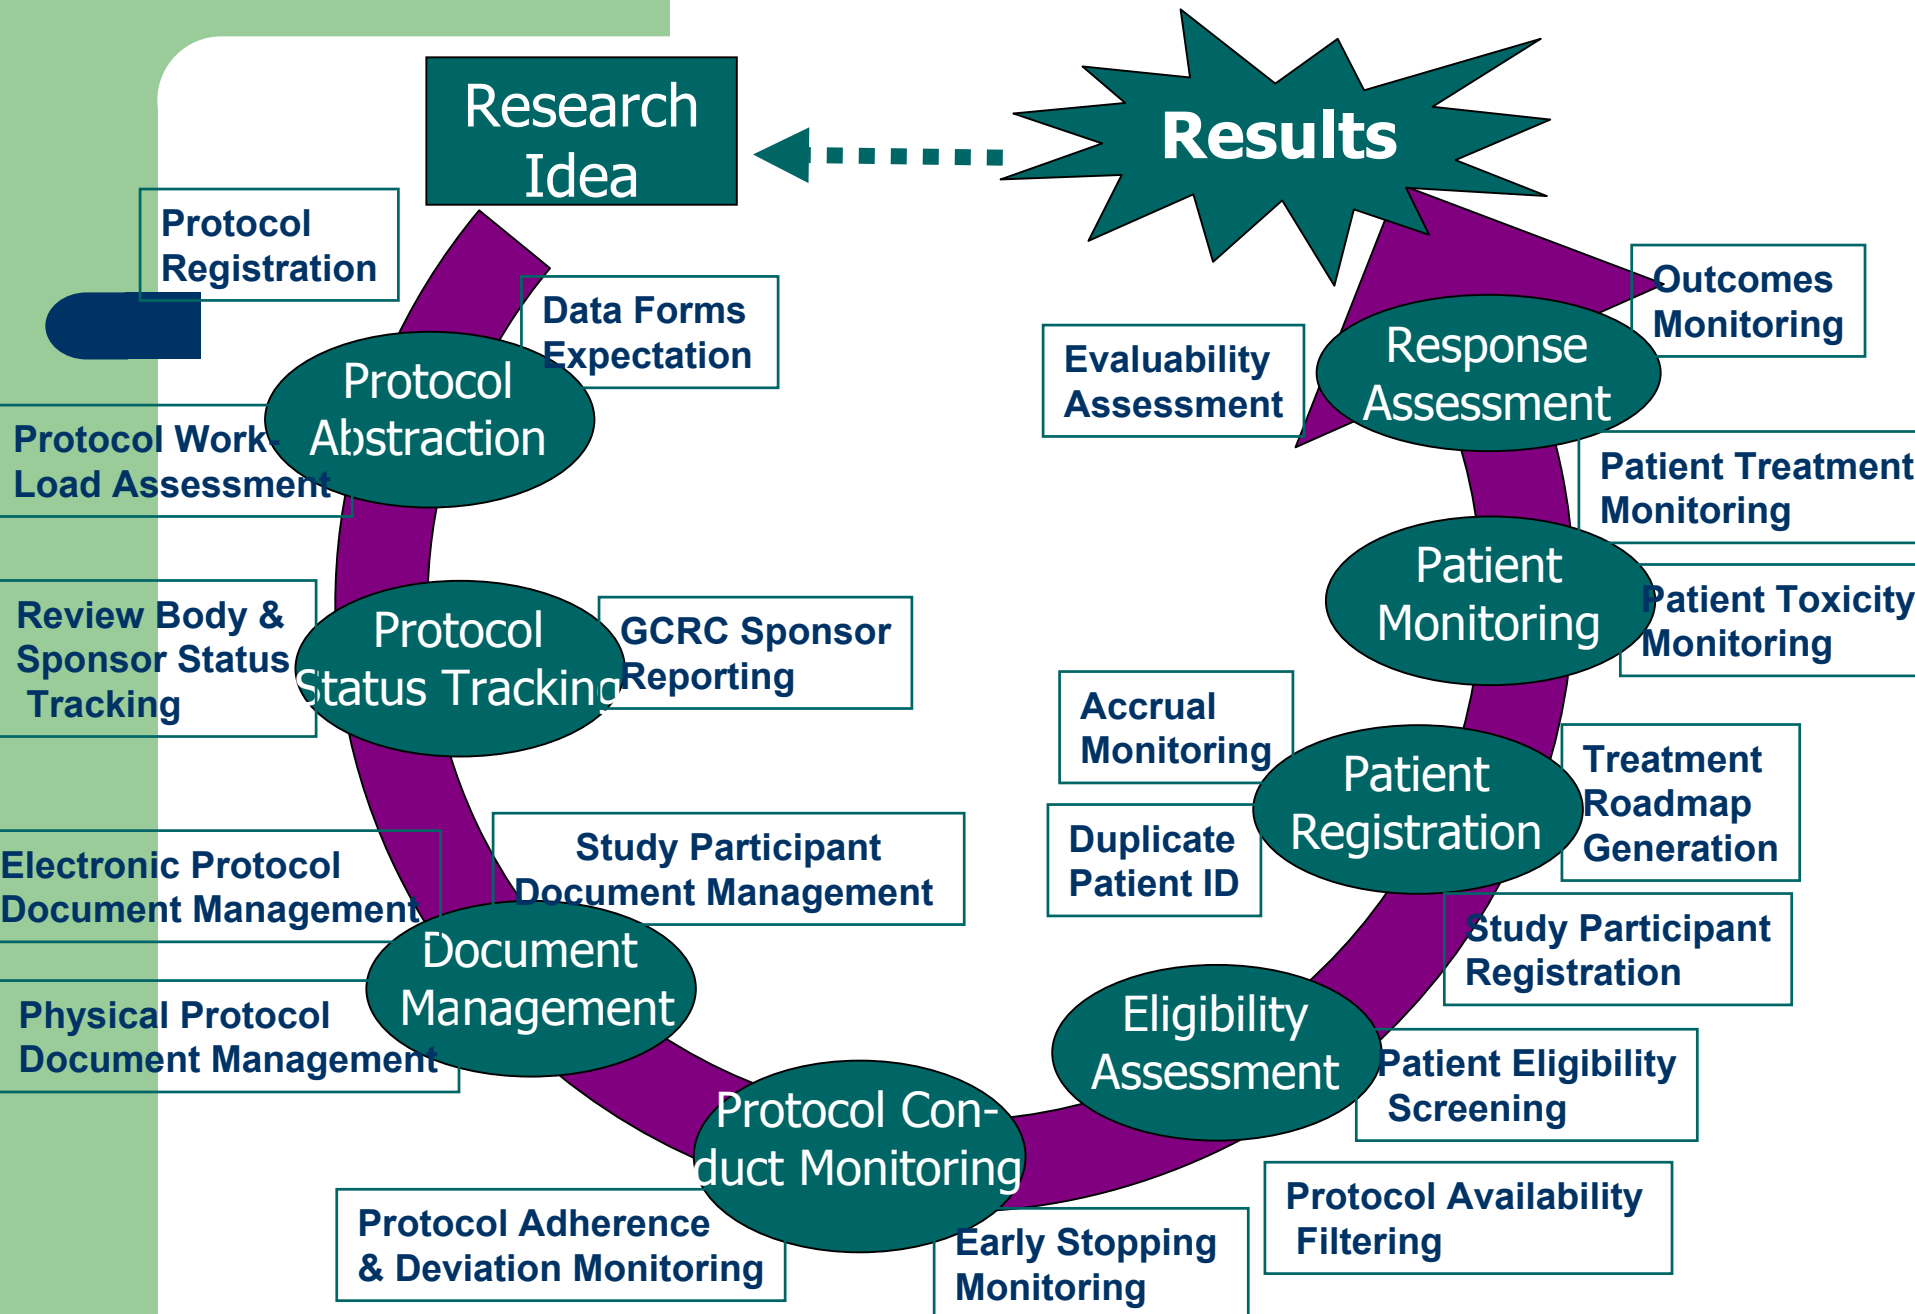 Research
Idea
Results
Protocol
Registration
Data Forms
Expectation
Protocol
Abstraction
Protocol Work-
Load Assessment
Review Body &
Sponsor Status
Tracking
Protocol
Status Tracking
GCRC Sponsor
Reporting
Electronic Protocol
Document Management
Study Participant
Document Management
Document
Management
Physical Protocol
Document Management
Protocol Con-
duct Monitoring
Protocol Adherence
& Deviation Monitoring
Early Stopping
Monitoring
Eligibility
Assessment
Patient Eligibility
Screening
Protocol Availability
Filtering
Patient
Registration
Accrual
Monitoring
Duplicate
Patient ID
Treatment
Roadmap
Generation
Study Participant
Registration
Patient
Monitoring
Patient Treatment
Monitoring
Patient Toxicity
Monitoring
Response
Assessment
Evaluability
Assessment
Outcomes
Monitoring